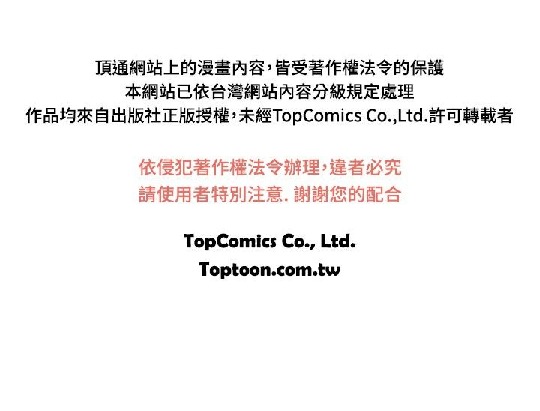 頂通網站上的漫畫內容，皆受著作權法令的保護
本網站已依台灣網站內容分級規定處理
作品均來自出版社正版授權，未經TopComics Co.,Ltd.許可轉載者
依侵犯著作權法令辦理，違者必究
請使用者特別注意. 謝謝您的配合
TopComics Co., Ltd.
Toptoon.com.tw